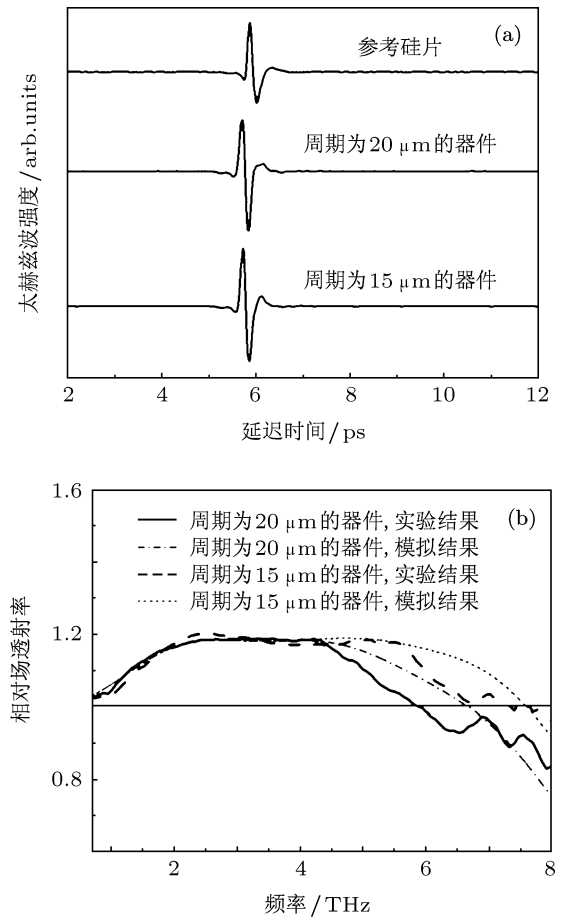 (a)
参考硅片
周期为20 μm的器件
周期为15 μm的器件
太赫兹波强度/arb.units
2 4 6 8 10 12
延迟时间/ps
1.6
(b)
周期为20 μm的器件, 实验结果
周期为20 μm的器件, 模拟结果
周期为15 μm的器件, 实验结果
周期为15 μm的器件, 模拟结果
1.2
0.8
相对场透射率
2 4 6 7 8
频率/THz